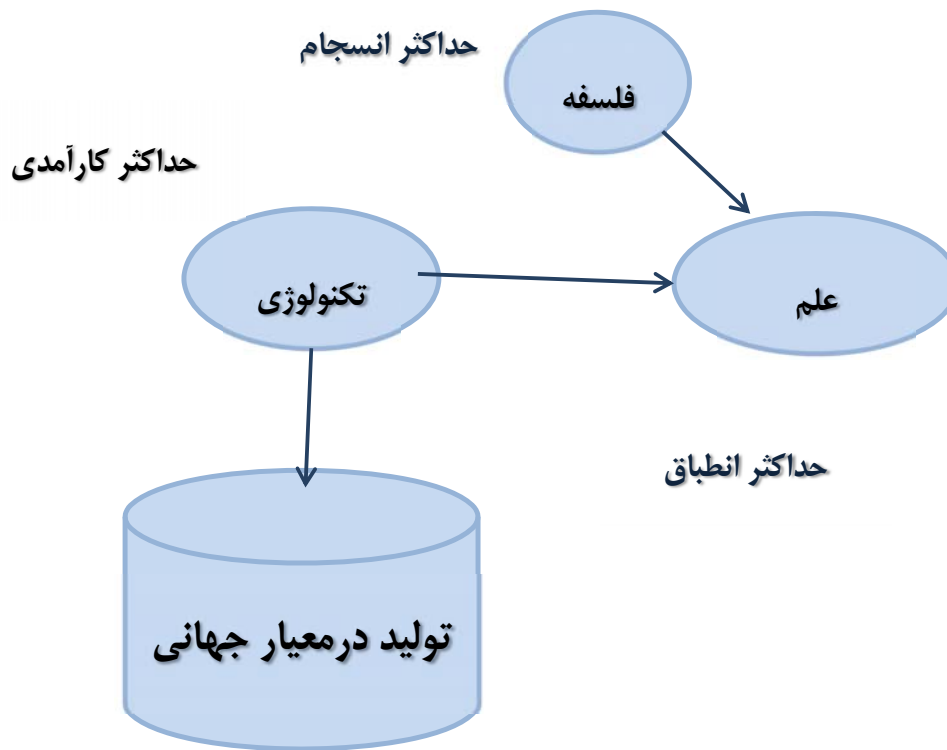 حداکثر انسجام
فلسفه
حداکثر کارآمدی
تکنولوژی
علم
حداکثر انطباق
تولید درمعیار جهانی